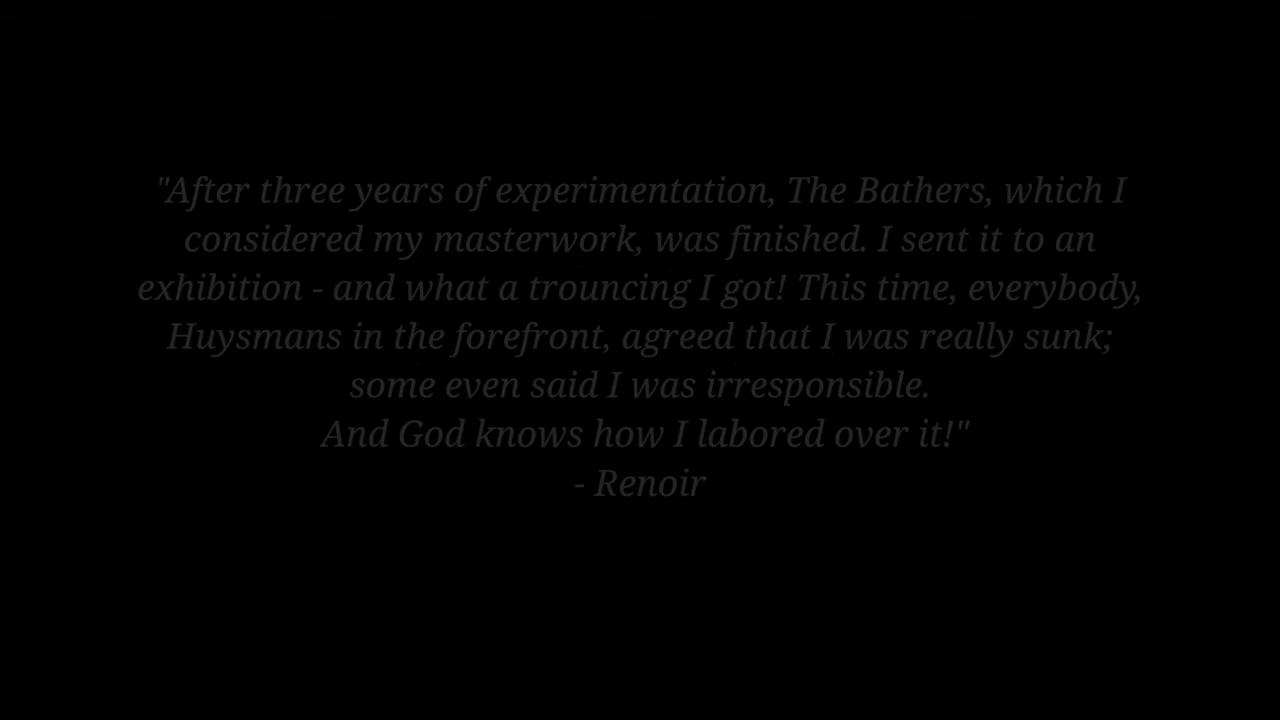 "After three years of experimentation, The Bathers, which I
considered my masterwork, was finished. I sent it to an
exhibition - and what a trouncing I got! This time, everybody,
Huysmans in the forefront, agreed that I was really sunk;
some even said I was irresponsible.
And God knows how I labored over it!"
- Renoir